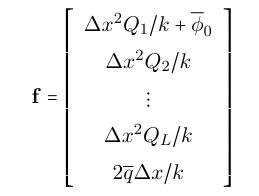 Δx²Q₁/k + ϕ̅₀
Δx²Q₂/k
⋮
f =
Δx²Q_L/k
2q̅Δx/k